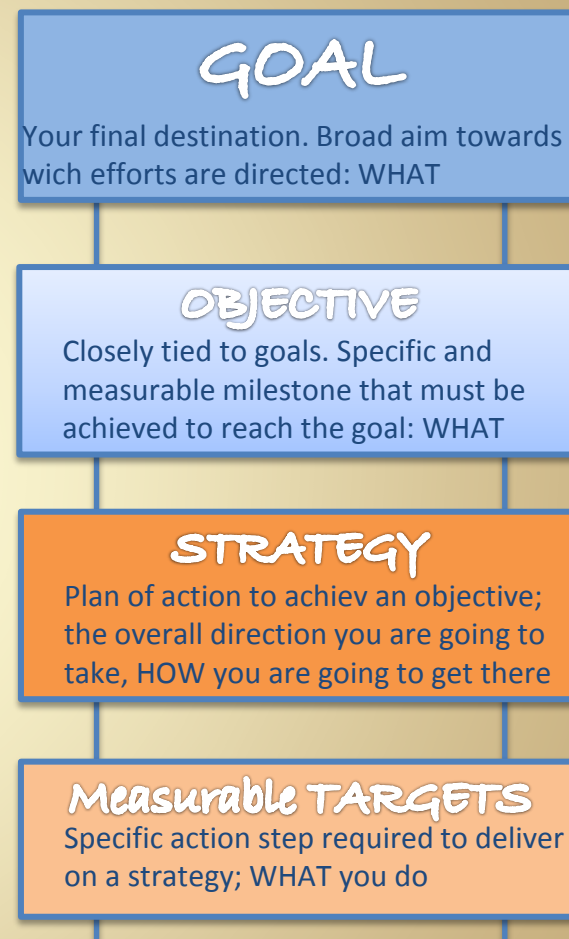 GOAL
Your final destination. Broad aim towards
wich efforts are directed: WHAT
OBJECTIVE
Closely tied to goals. Specific and
measurable milestone that must be
achieved to reach the goal: WHAT
STRATEGY
Plan of action to achiev an objective;
the overall direction you are going to
take, HOW you are going to get there
Measurable TARGETS
Specific action step required to deliver
on a strategy; WHAT you do